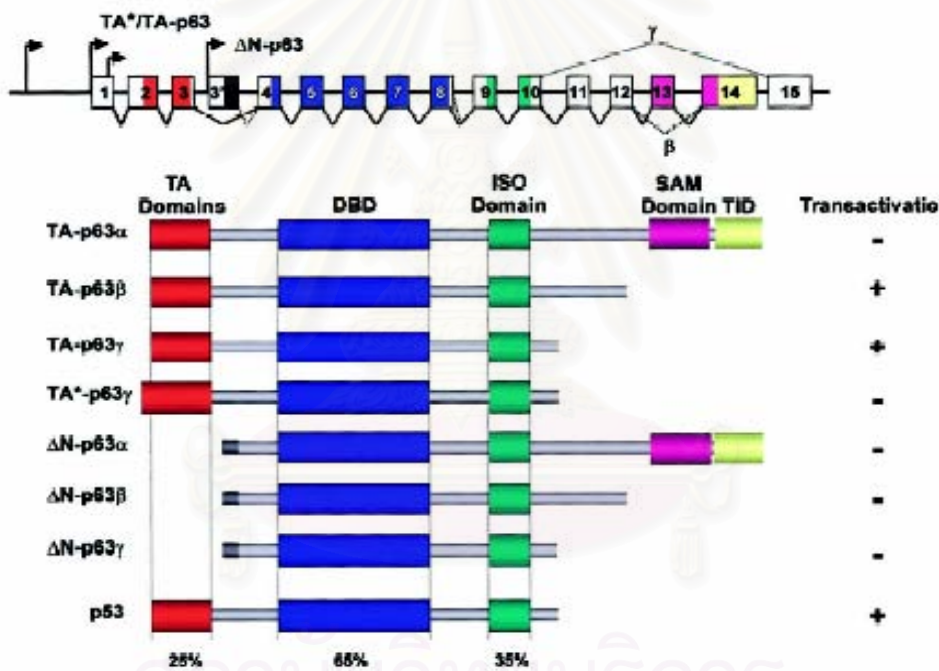 TA*/TA-p63
ΔN-p63
γ
1 2 3 3' 4 5 6 7 8 9 10 11 12 13 14 15
β
TA Domains DBD ISO Domain SAM Domain TID Transactivatio
TA-p63α -
TA-p63β +
TA-p63γ +
TA*-p63γ -
ΔN-p63α -
ΔN-p63β -
ΔN-p63γ -
p53 +
25% 65% 35%